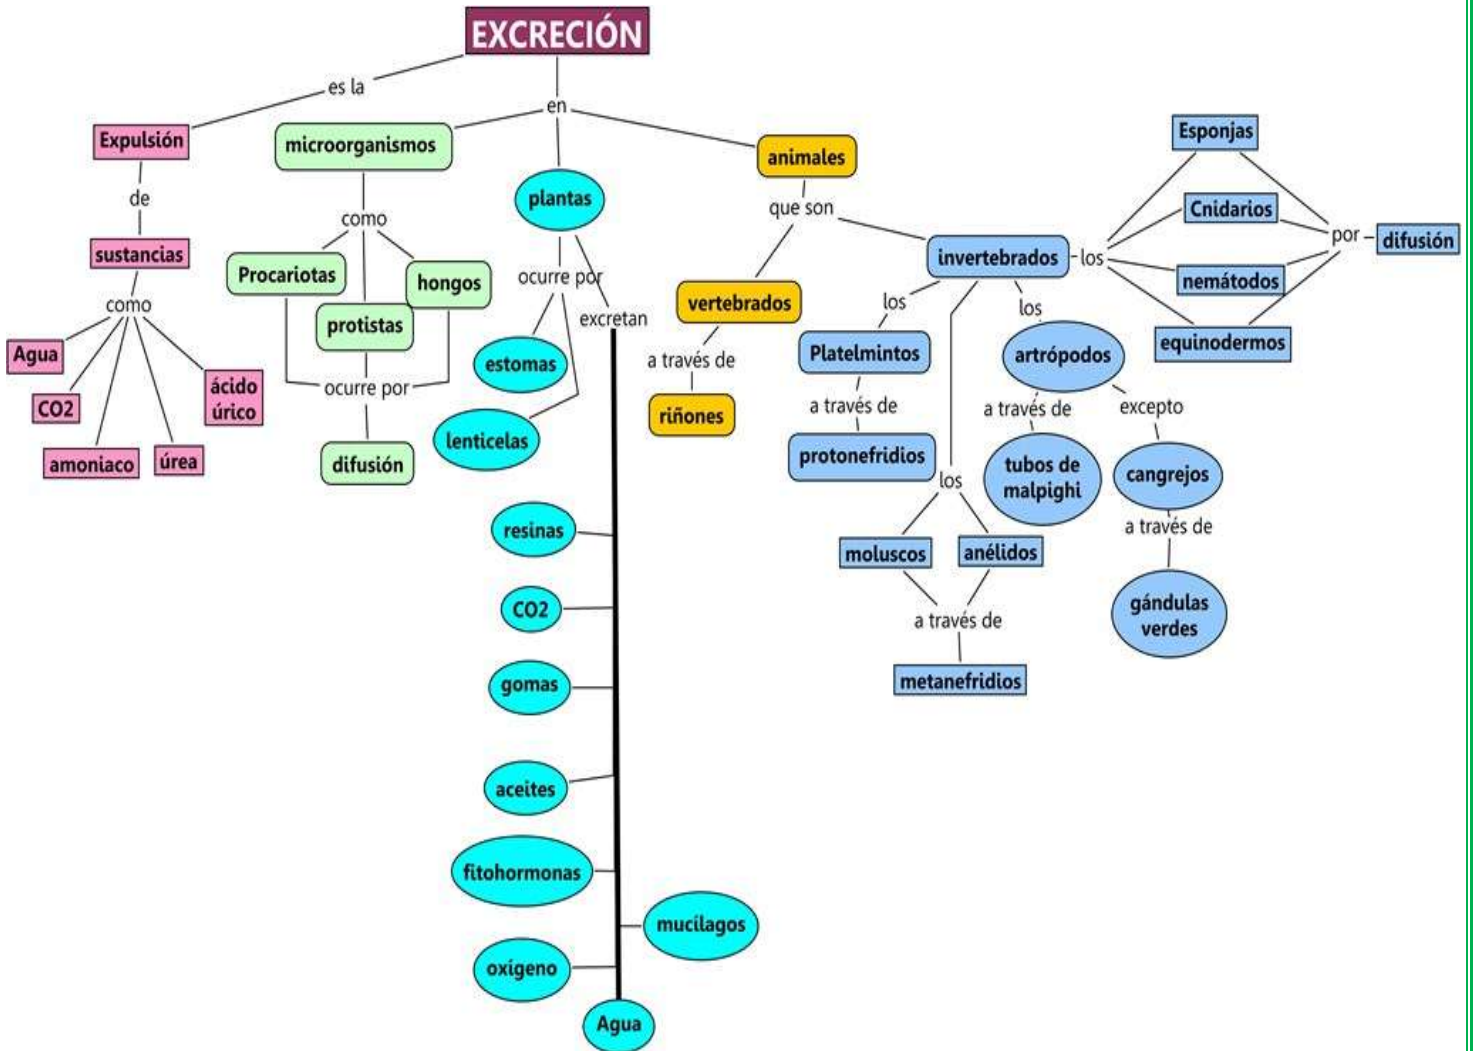 EXCRECIÓN
es la
en
Expulsión
de
sustancias
como
Agua
CO2
amoniaco
úrea
ácido
úrico
microorganismos
como
Procariotas
protistas
hongos
ocurre por
difusión
plantas
ocurre por
estomas
lenticelas
excretan
resinas
CO2
gomas
aceites
fitohormonas
mucílagos
oxígeno
Agua
animales
que son
vertebrados
a través de
riñones
invertebrados
los
Platelmintos
a través de
protonefridios
los
moluscos
anélidos
a través de
metanefridios
los
artrópodos
a través de
tubos de
malpighi
excepto
cangrejos
a través de
gándulas
verdes
los
Esponjas
Cnidarios
nemátodos
equinodermos
por
difusión